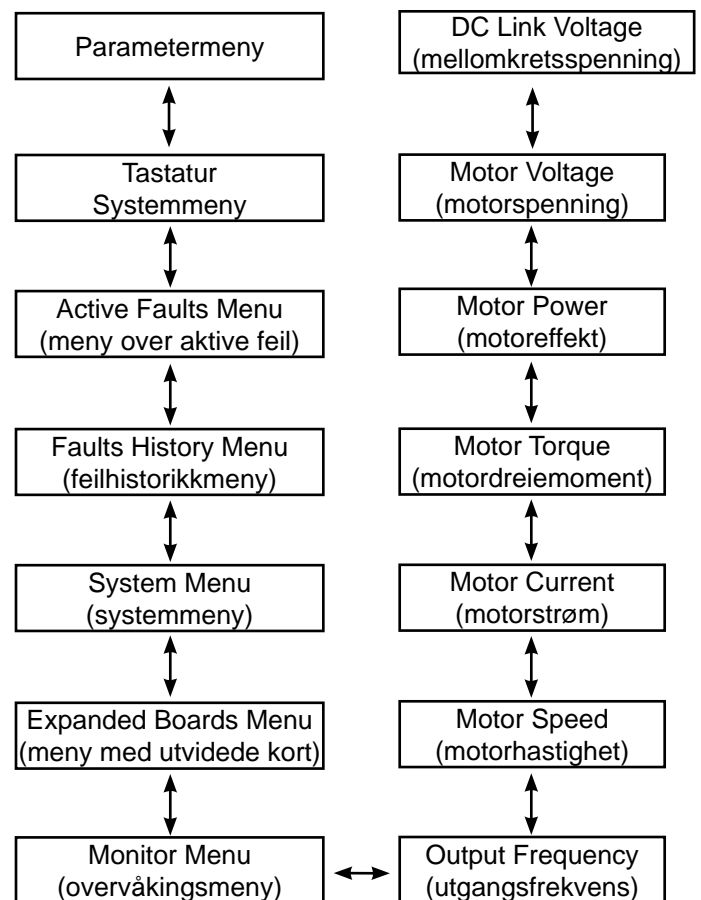 Parametermeny
Tastatur
Systemmeny
Active Faults Menu
(meny over aktive feil)
Faults History Menu
(feilhistorikkmeny)
System Menu
(systemmeny)
Expanded Boards Menu
(meny med utvidede kort)
Monitor Menu
(overvåkingsmeny)
DC Link Voltage
(mellomkretsspenning)
Motor Voltage
(motorspenning)
Motor Power
(motoreffekt)
Motor Torque
(motordreiemoment)
Motor Current
(motorstrøm)
Motor Speed
(motorhastighet)
Output Frequency
(utgangsfrekvens)